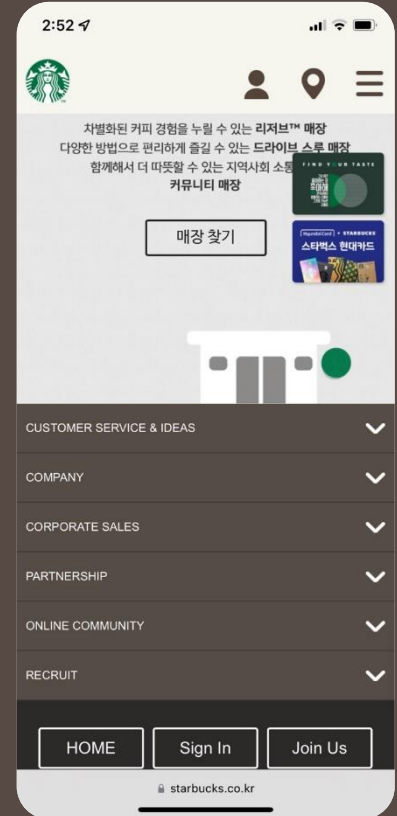 2:52
차별화된 커피 경험을 누릴 수 있는 리저브™ 매장
다양한 방법으로 편리하게 즐길 수 있는 드라이브 스루 매장
함께해서 더 따뜻할 수 있는 지역사회 소통
커뮤니티 매장
FIND YOUR TASTE
매장 찾기
HyundaiCard + STARBUCKS
스타벅스 현대카드
CUSTOMER SERVICE & IDEAS
COMPANY
CORPORATE SALES
PARTNERSHIP
ONLINE COMMUNITY
RECRUIT
HOME
Sign In
Join Us
starbucks.co.kr